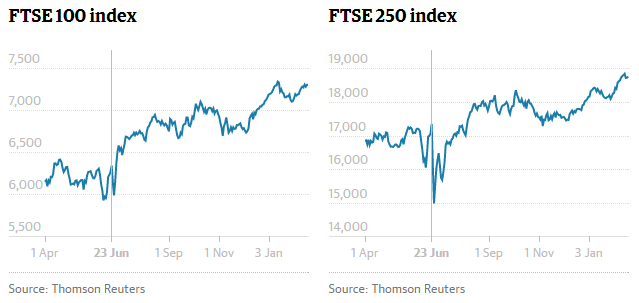 FTSE 100 index
7,500
7,000
6,500
6,000
5,500
1 Apr 23 Jun 1 Sep 1 Nov 3 Jan
Source: Thomson Reuters
FTSE 250 index
19,000
18,000
17,000
16,000
15,000
14,000
1 Apr 23 Jun 1 Sep 1 Nov 3 Jan
Source: Thomson Reuters